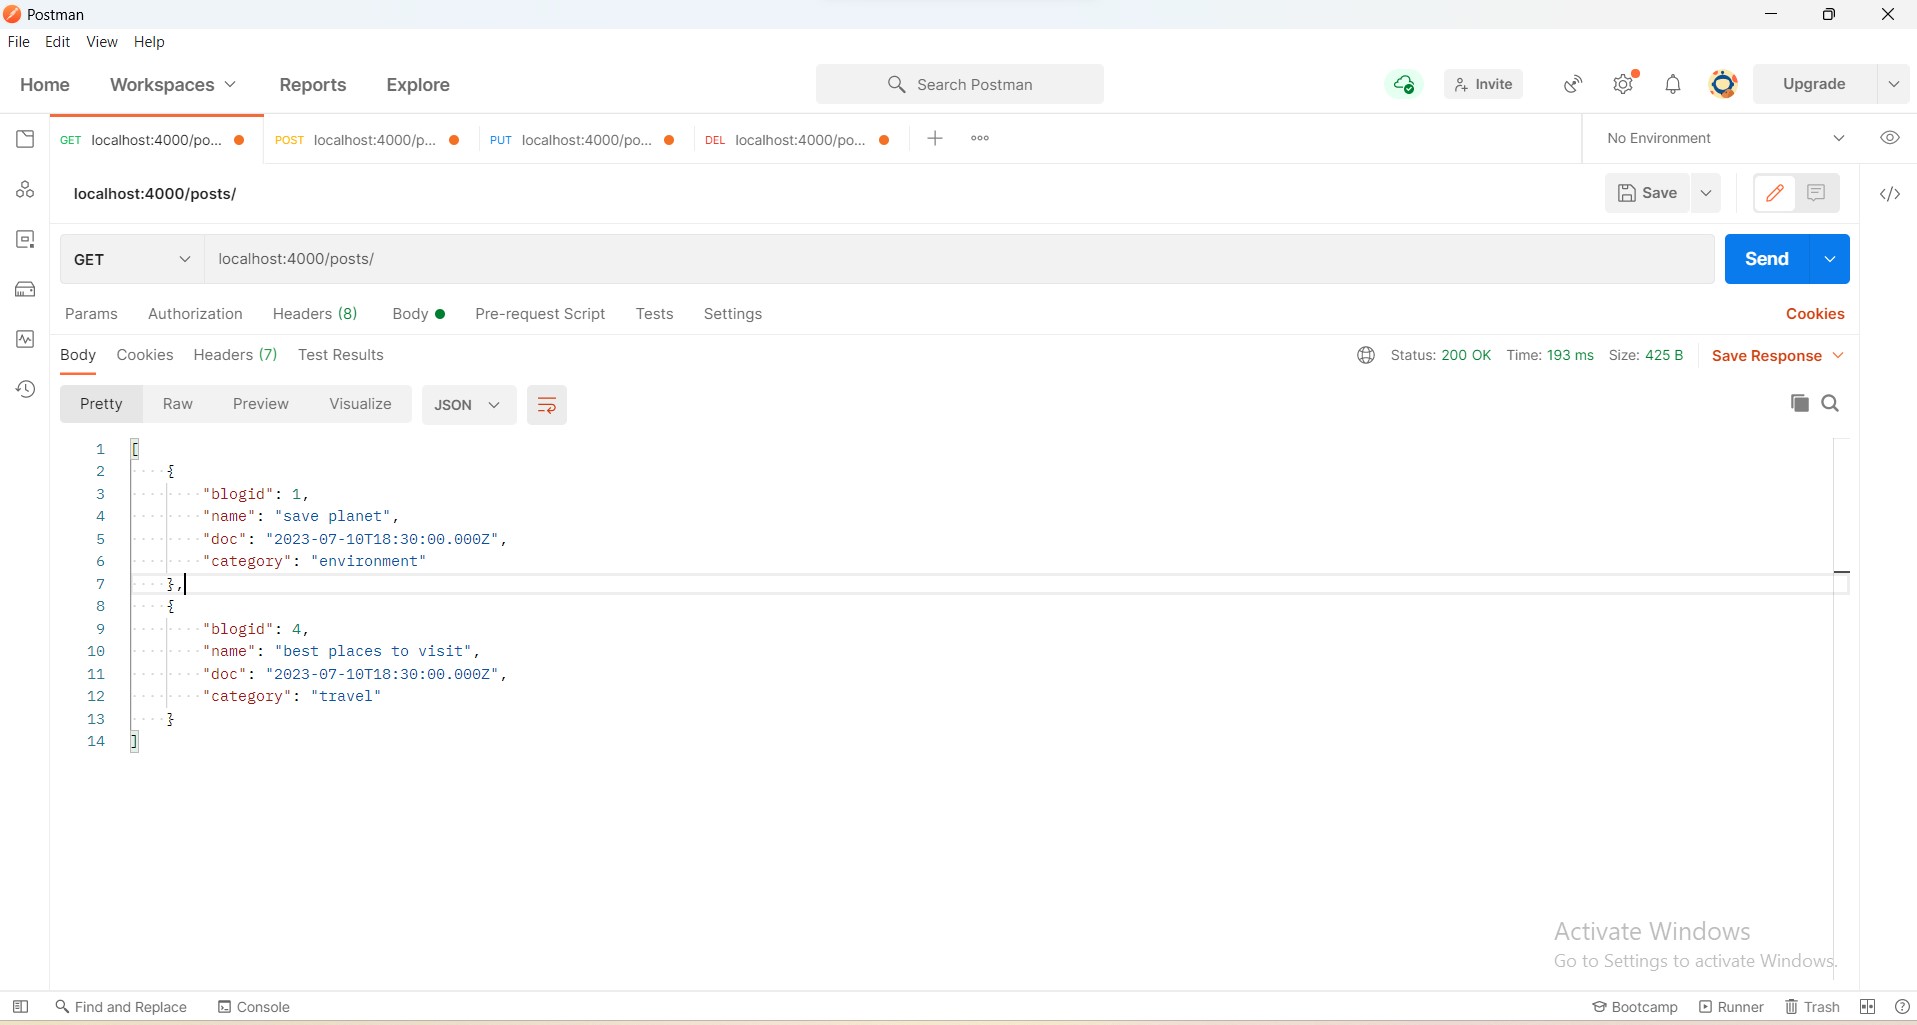 Postman
File Edit View Help
Home Workspaces Reports Explore Search Postman Invite Upgrade
GET localhost:4000/po... POST localhost:4000/p... PUT localhost:4000/po... DEL localhost:4000/po... No Environment
localhost:4000/posts/ Save
GET localhost:4000/posts/ Send
Params Authorization Headers (8) Body Pre-request Script Tests Settings Cookies
Body Cookies Headers (7) Test Results Status: 200 OK Time: 193 ms Size: 425 B Save Response
Pretty Raw Preview Visualize JSON
1 [
2 {
3 "blogid": 1,
4 "name": "save planet",
5 "doc": "2023-07-10T18:30:00.000Z",
6 "category": "environment"
7 },
8 {
9 "blogid": 4,
10 "name": "best places to visit",
11 "doc": "2023-07-10T18:30:00.000Z",
12 "category": "travel"
13 }
14 ]
Activate Windows
Go to Settings to activate Windows.
Find and Replace Console Bootcamp Runner Trash